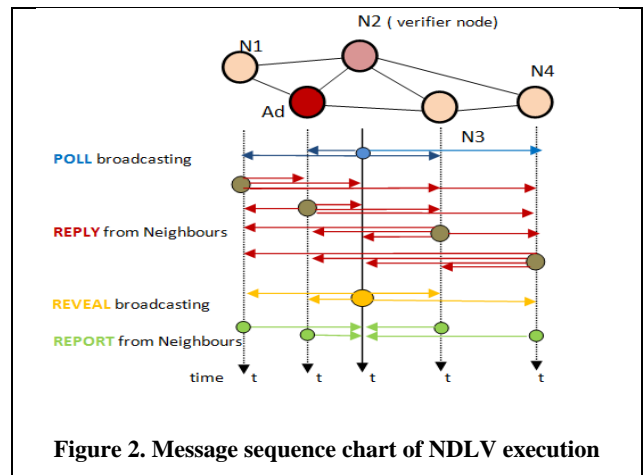 N2 ( verifier node)
N1
N4
Ad
N3
POLL broadcasting
REPLY from Neighbours
REVEAL broadcasting
REPORT from Neighbours
time t t t t t
Figure 2. Message sequence chart of NDLV execution